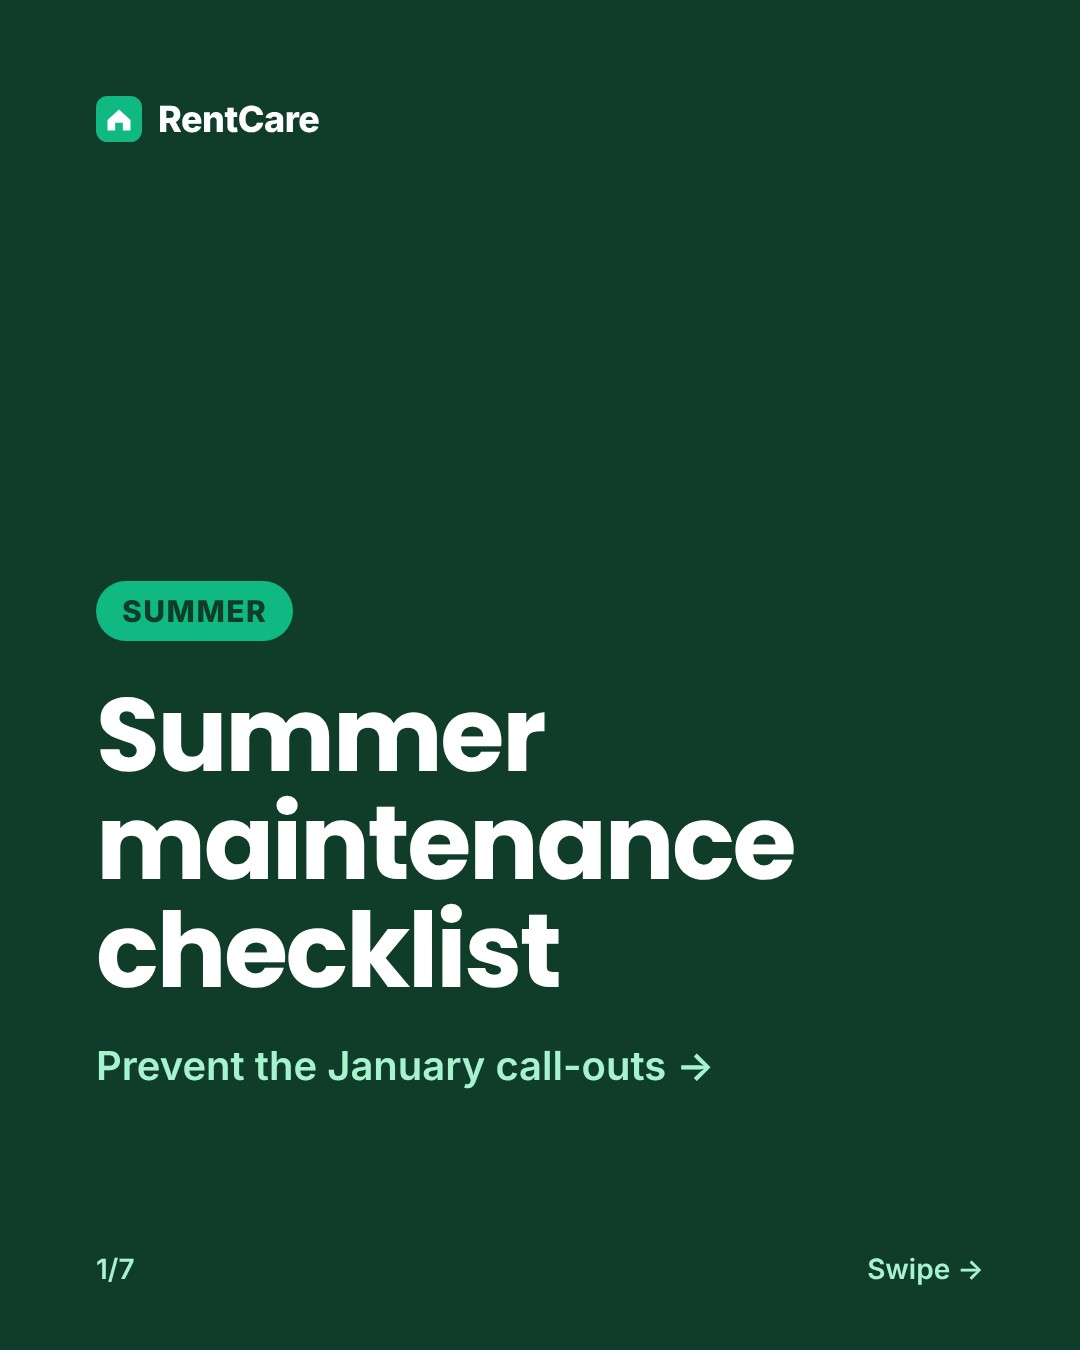 RentCare
SUMMER
Summer
maintenance
checklist
Prevent the January call-outs →
1/7
Swipe →